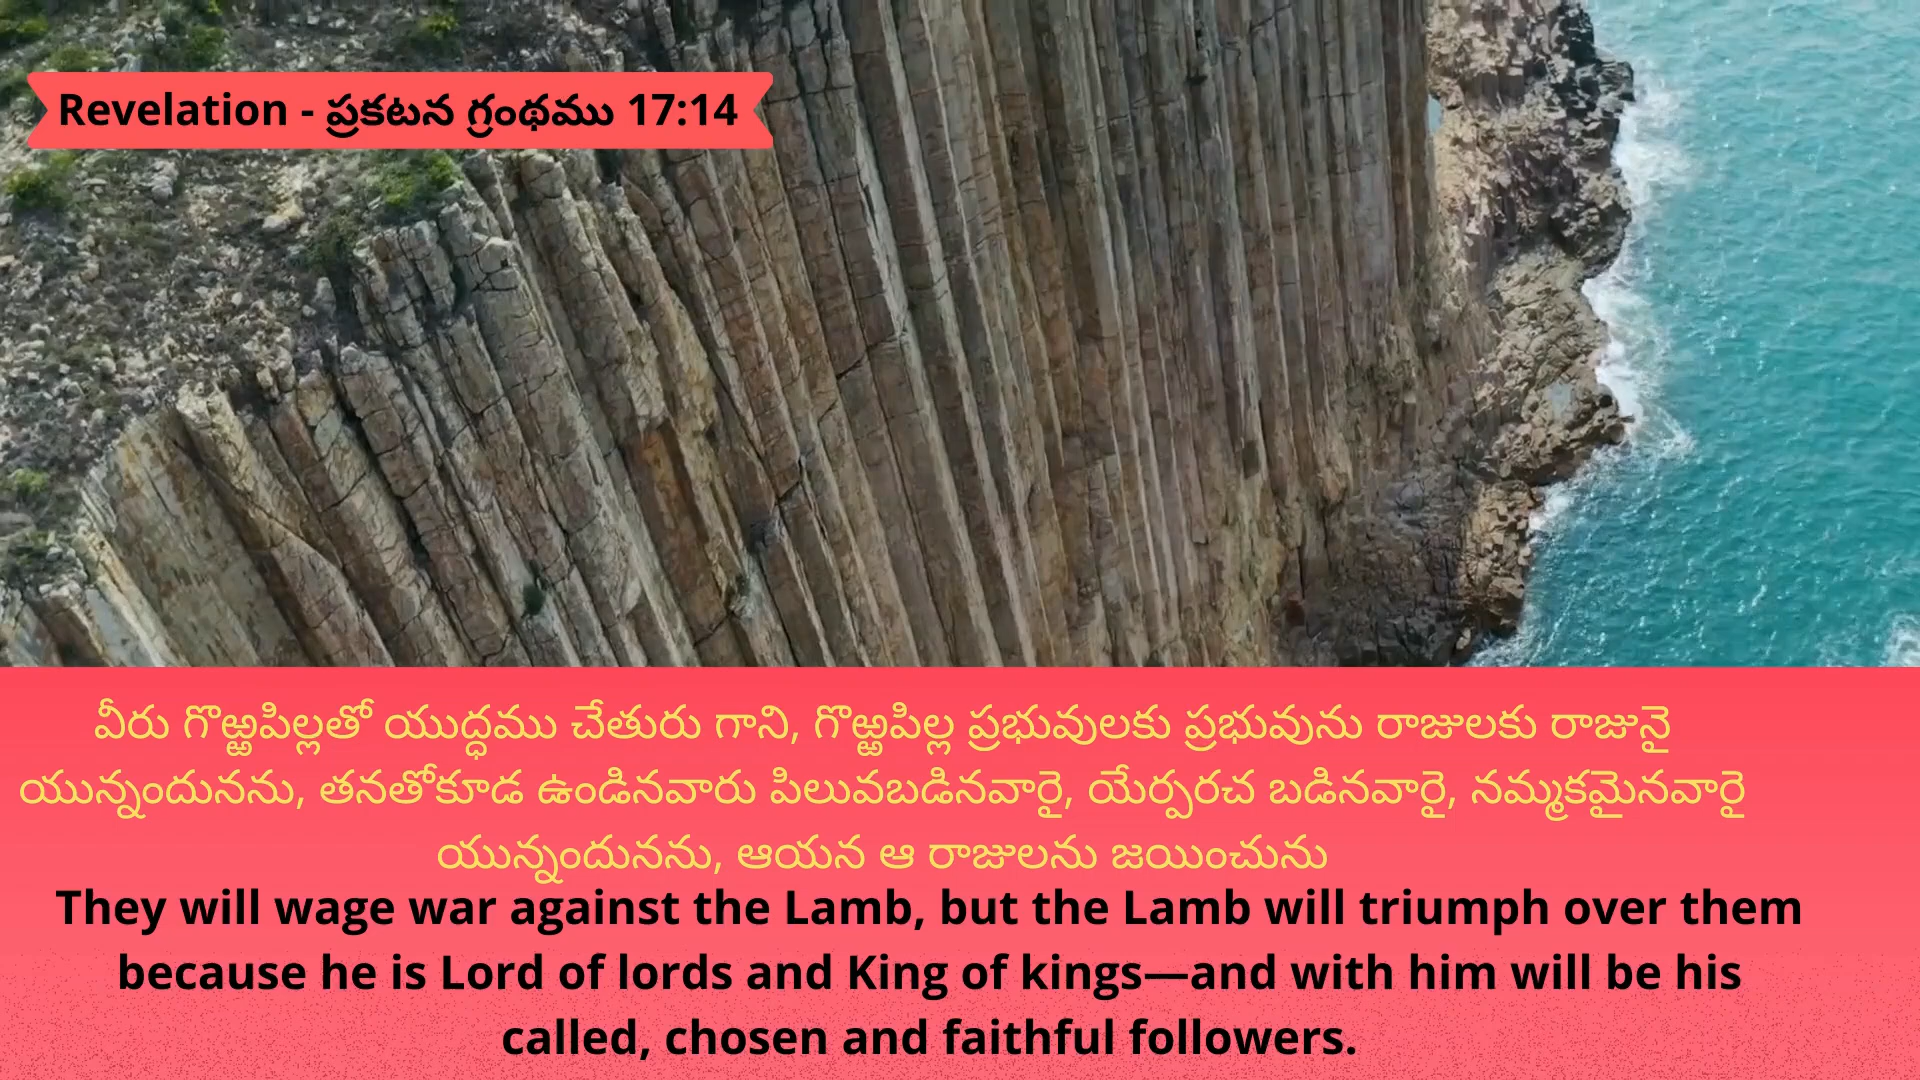 Revelation - ప్రకటన గ్రంథము 17:14
వీరు గొఱ్ఱపిల్లతో యుద్ధము చేతురు గాని, గొఱ్ఱపిల్ల ప్రభువులకు ప్రభువును రాజులకు రాజునై
యున్నందునను, తనతోకూడ ఉండినవారు పిలువబడినవారై, యేర్పరచ బడినవారై, నమ్మకమైనవారై
యున్నందునను, ఆయన ఆ రాజులను జయించును
They will wage war against the Lamb, but the Lamb will triumph over them
because he is Lord of lords and King of kings—and with him will be his
called, chosen and faithful followers.